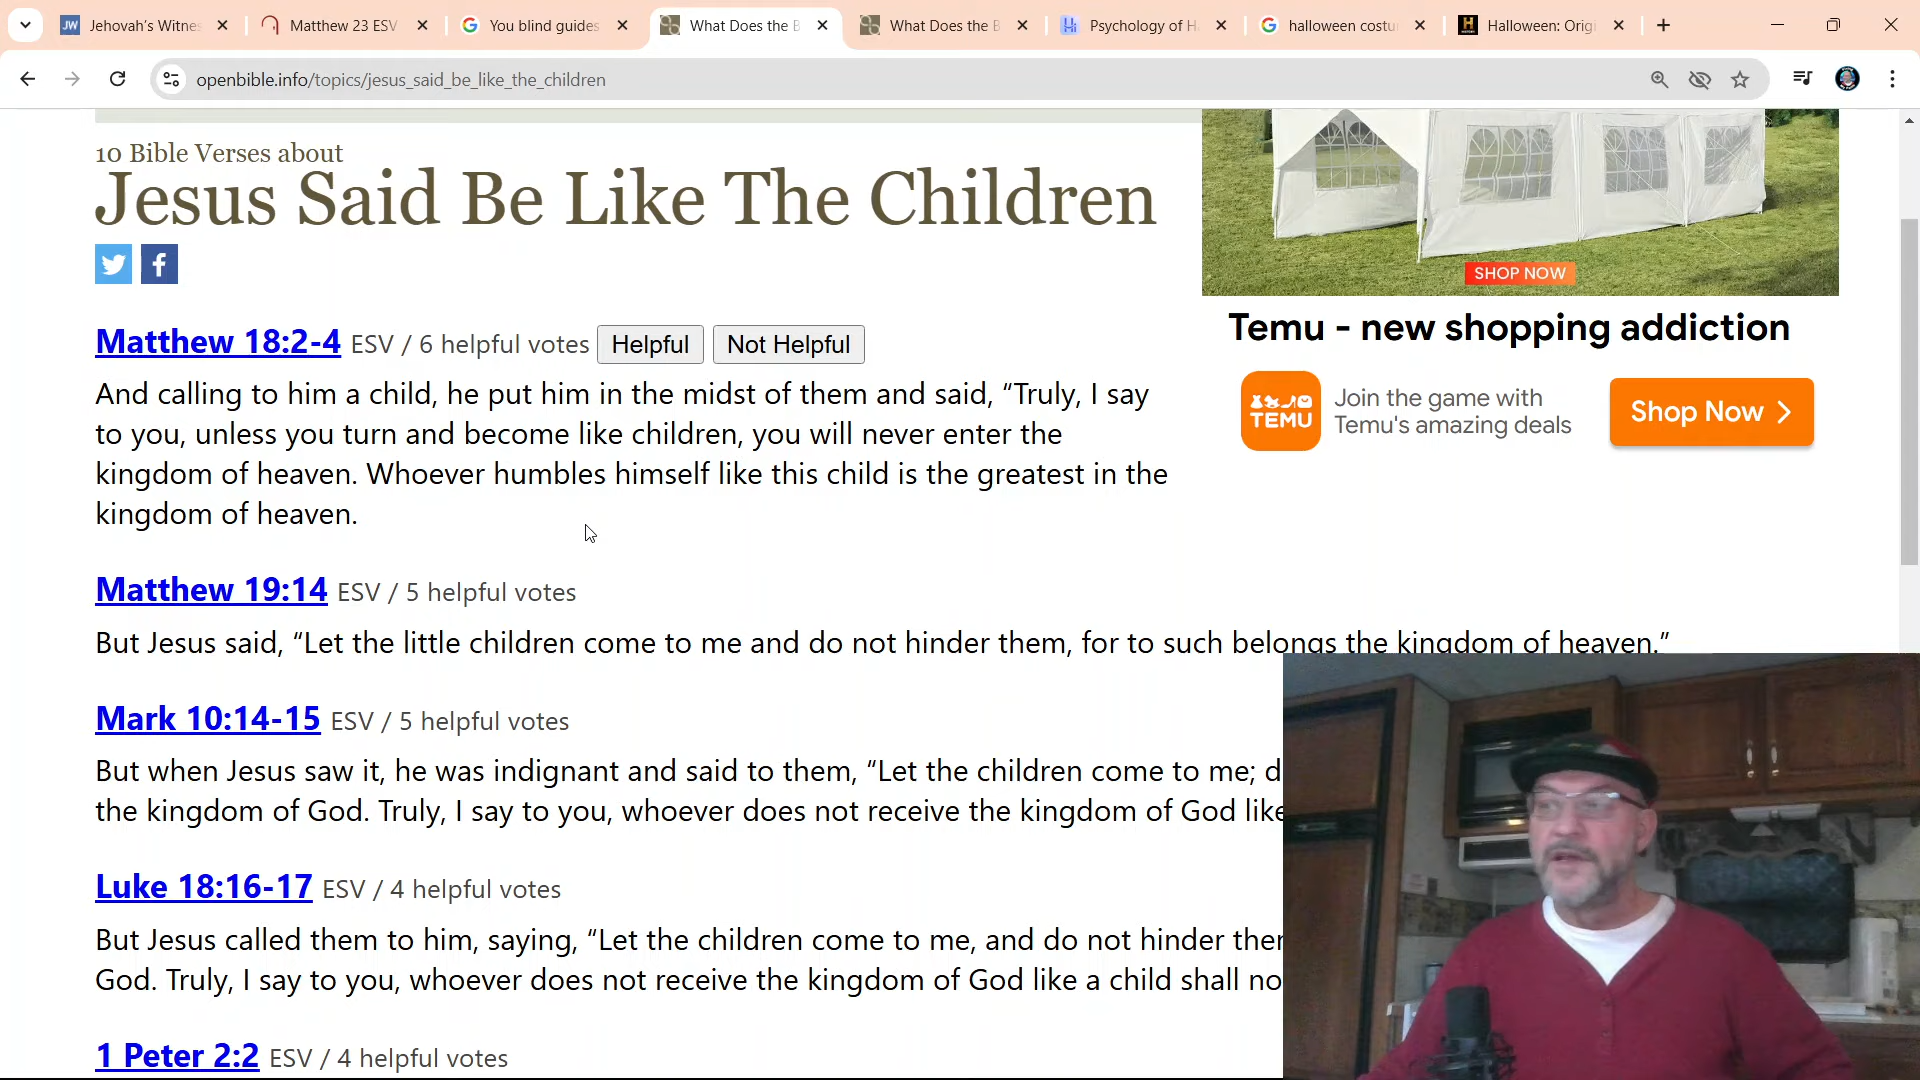 JW Jehovah's Witne
Matthew 23 ESV
You blind guides
What Does the B
What Does the B
Hi Psychology of H
halloween costu
H Halloween: Orig
openbible.info/topics/jesus_said_be_like_the_children
10 Bible Verses about
Jesus Said Be Like The Children
SHOP NOW
Temu - new shopping addiction
TEMU
Join the game with
Temu's amazing deals
Shop Now
Matthew 18:2-4 ESV / 6 helpful votes Helpful Not Helpful
And calling to him a child, he put him in the midst of them and said, “Truly, I say
to you, unless you turn and become like children, you will never enter the
kingdom of heaven. Whoever humbles himself like this child is the greatest in the
kingdom of heaven.
Matthew 19:14 ESV / 5 helpful votes
But Jesus said, “Let the little children come to me and do not hinder them, for to such belongs the kingdom of heaven.”
Mark 10:14-15 ESV / 5 helpful votes
But when Jesus saw it, he was indignant and said to them, “Let the children come to me; d
the kingdom of God. Truly, I say to you, whoever does not receive the kingdom of God like
Luke 18:16-17 ESV / 4 helpful votes
But Jesus called them to him, saying, “Let the children come to me, and do not hinder ther
God. Truly, I say to you, whoever does not receive the kingdom of God like a child shall no
1 Peter 2:2 ESV / 4 helpful votes